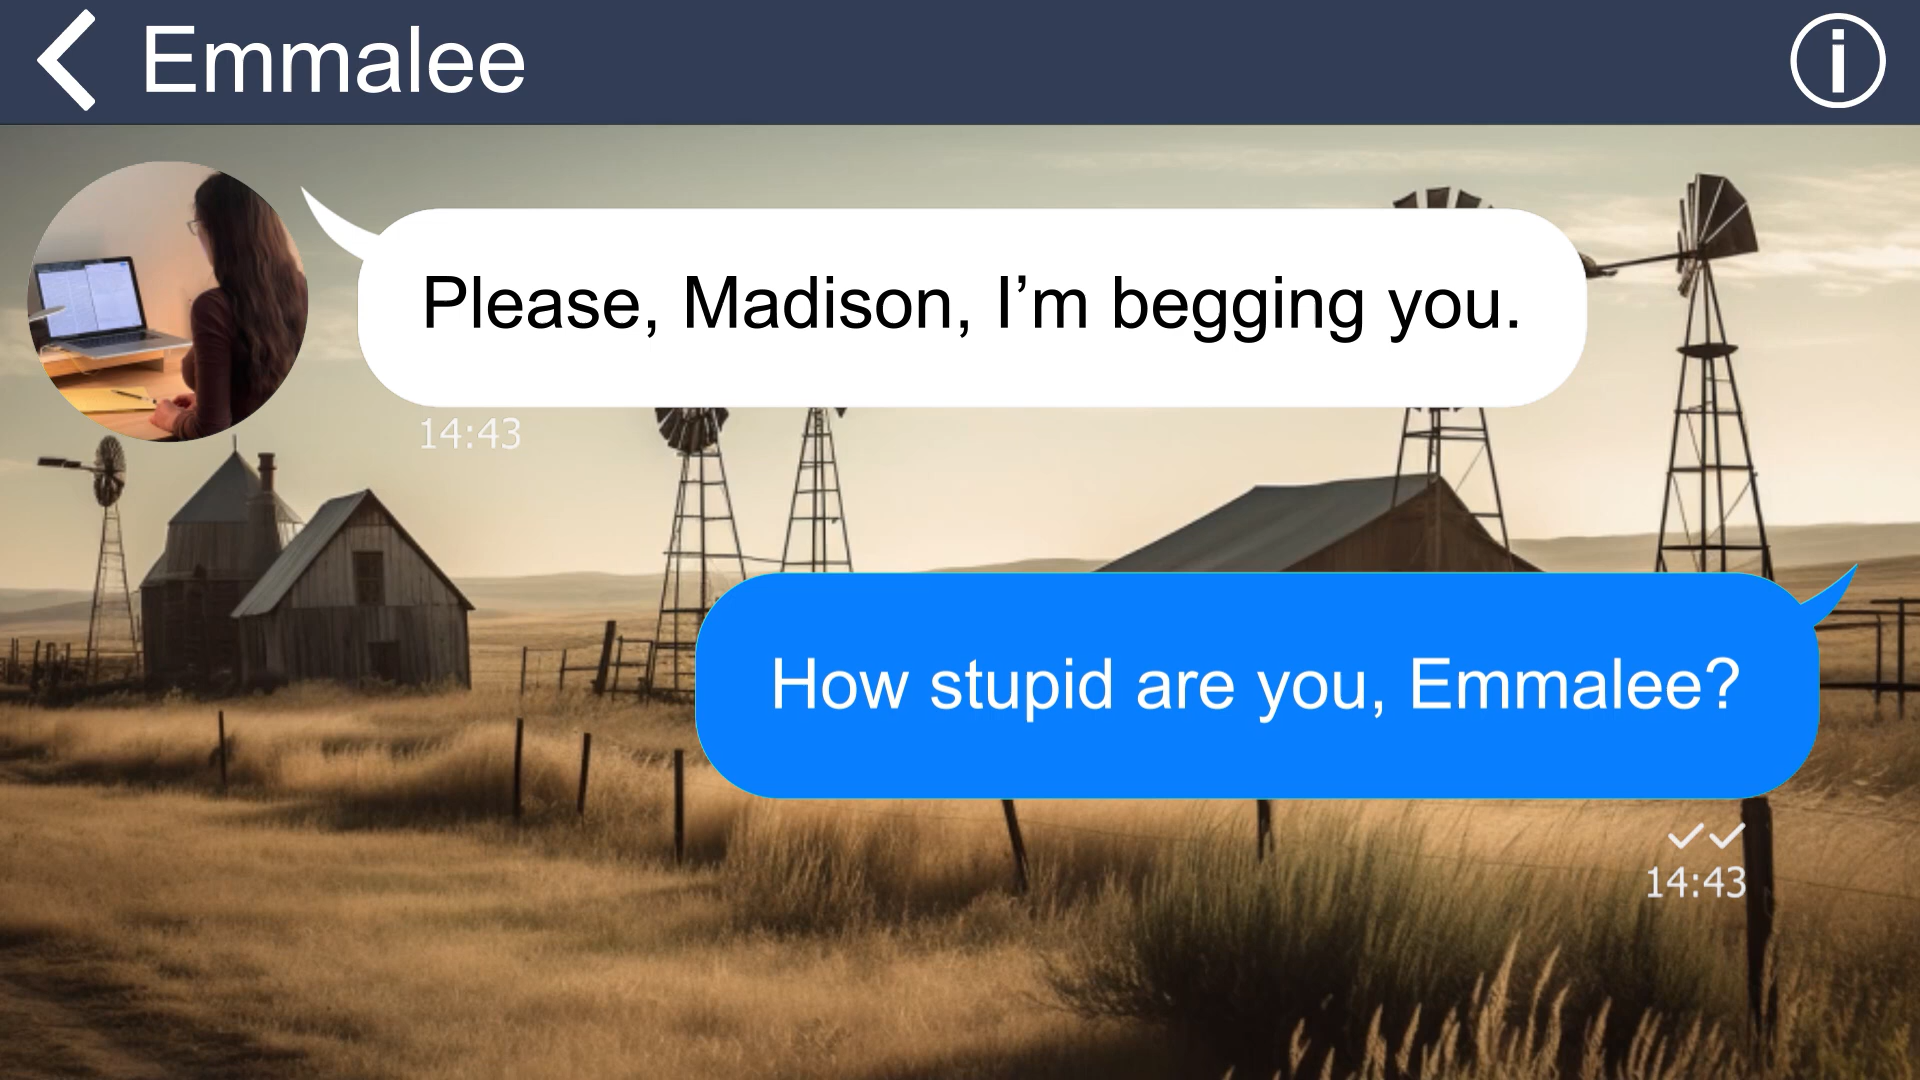 Emmalee
Please, Madison, I’m begging you.
14:43
How stupid are you, Emmalee?
14:43